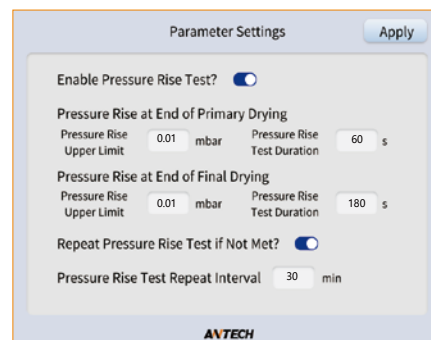 Parameter Settings
Apply
Enable Pressure Rise Test?
Pressure Rise at End of Primary Drying
Pressure Rise Upper Limit 0.01 mbar Pressure Rise Test Duration 60 s
Pressure Rise at End of Final Drying
Pressure Rise Upper Limit 0.01 mbar Pressure Rise Test Duration 180 s
Repeat Pressure Rise Test if Not Met?
Pressure Rise Test Repeat Interval 30 min
ANTECH